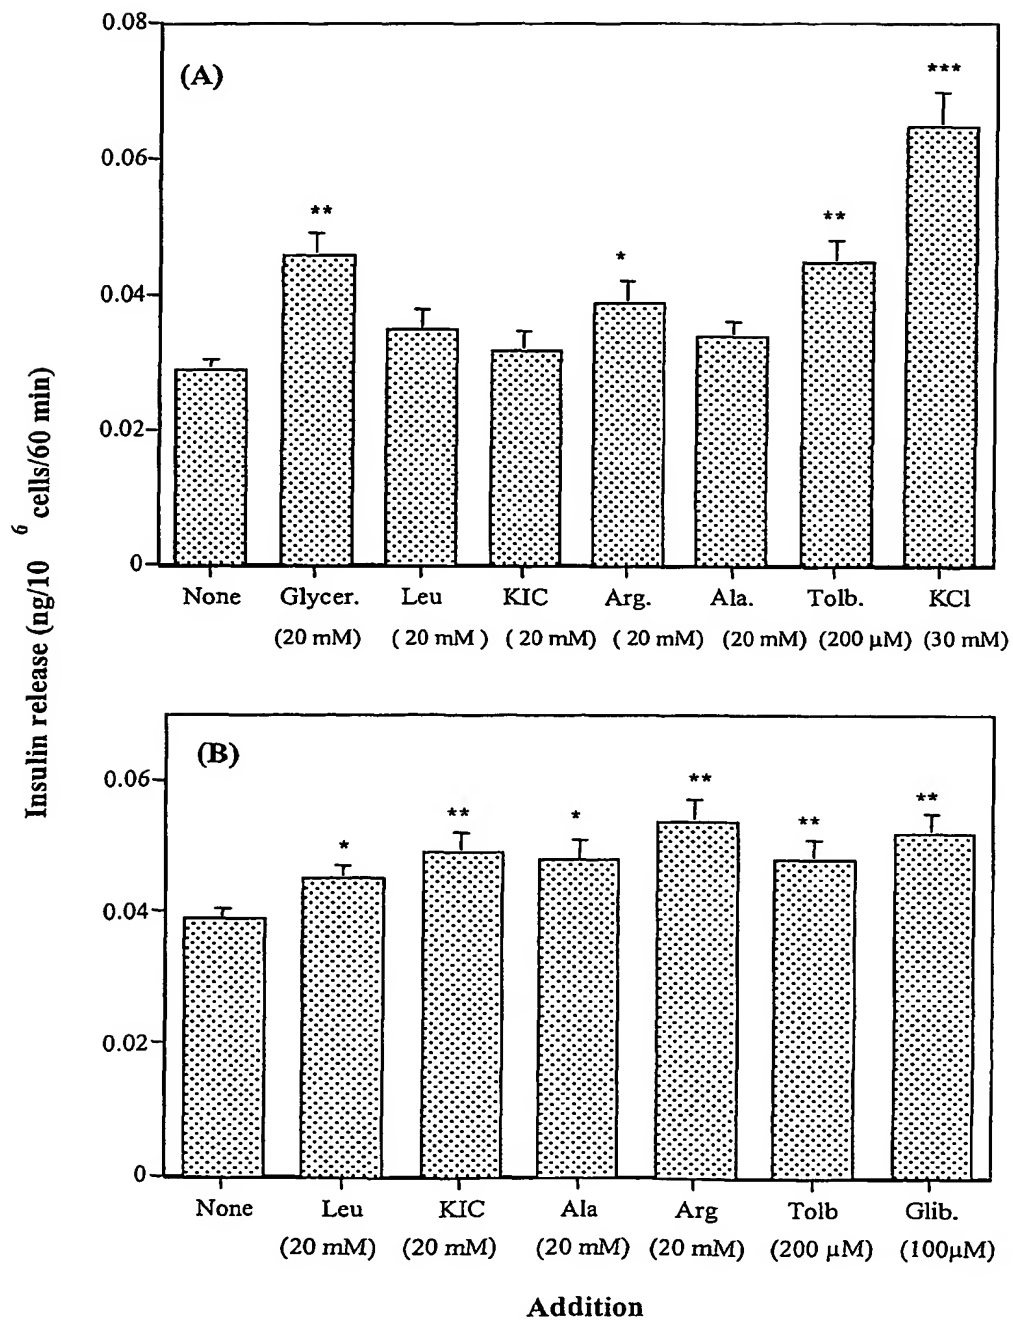 0.08
(A)
***
0.06
**
**
*
0.04
0.02
0
None Glycer. Leu KIC Arg. Ala. Tolb. KCl
(20 mM) ( 20 mM ) ( 20 mM) ( 20 mM) (20 mM) (200 µM) (30 mM)
Insulin release (ng/10 6 cells/60 min)
(B)
0.06
** ** ** 
* * **
0.04
0.02
0
None Leu KIC Ala Arg Tolb Glib.
(20 mM) (20 mM) (20 mM) (20 mM) (200 µM) (100µM)
Addition